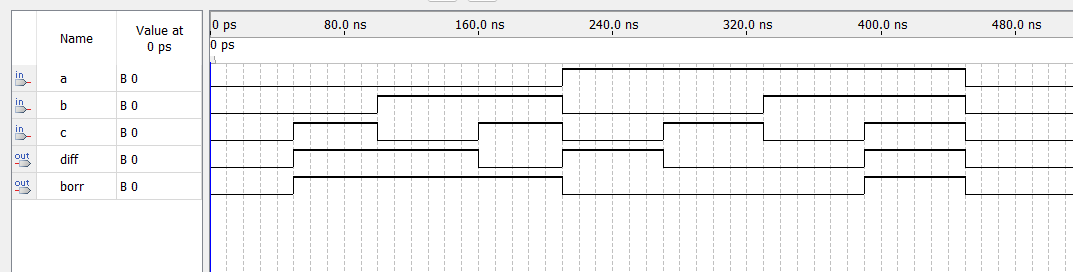 Name
Value at
0 ps
0 ps
80.0 ns
160.0 ns
240.0 ns
320.0 ns
400.0 ns
480.0 ns
0 ps
in
a
B 0
in
b
B 0
in
c
B 0
out
diff
B 0
out
borr
B 0